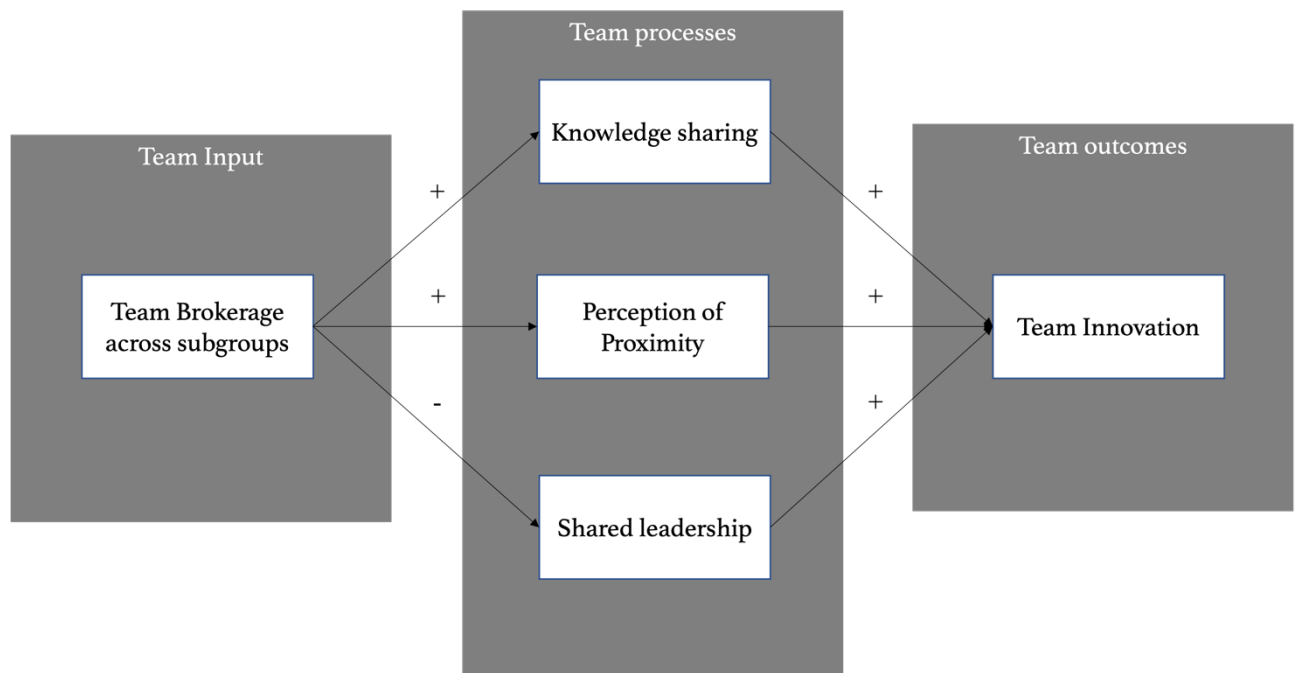 Team processes
Knowledge sharing
Team Input
Team outcomes
+
+
Team Brokerage
across subgroups
+
+
Perception of
Proximity
Team Innovation
-
+
Shared leadership